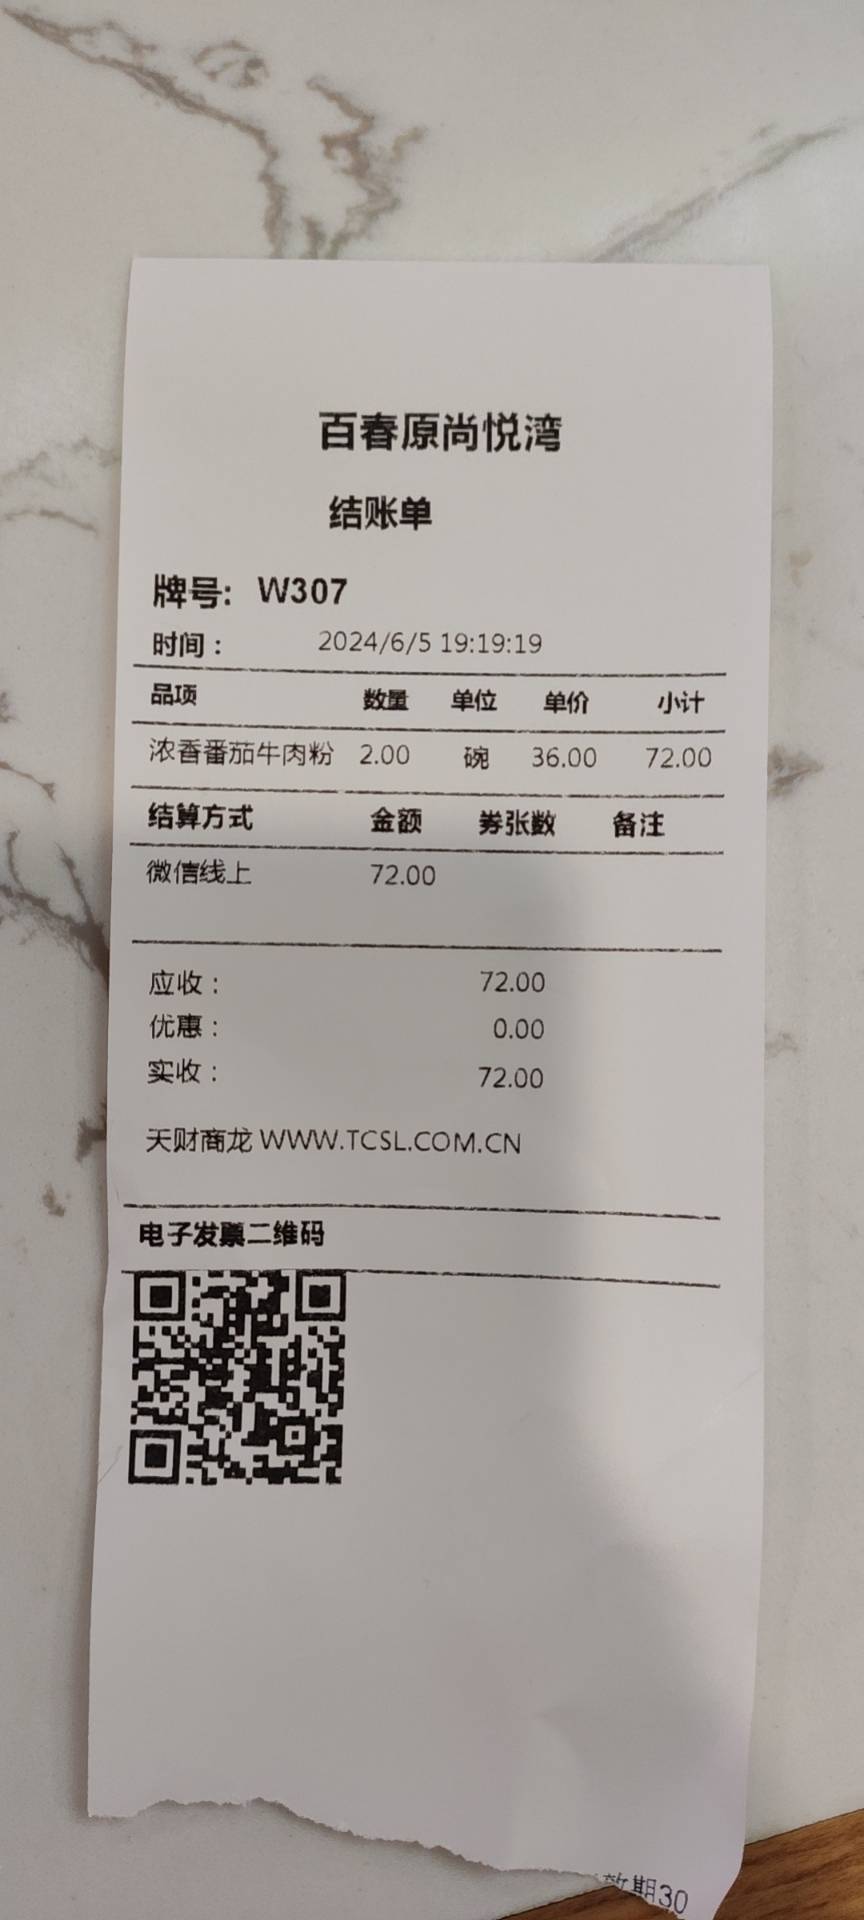 百春原尚悦湾
结账单
牌号: W307
时间： 2024/6/5 19:19:19
品项 数量 单位 单价 小计
浓香番茄牛肉粉 2.00 碗 36.00 72.00
结算方式 金额 券张数 备注
微信线上 72.00
应收： 72.00
优惠： 0.00
实收： 72.00
天财商龙 WWW.TCSL.COM.CN
电子发票二维码
期30